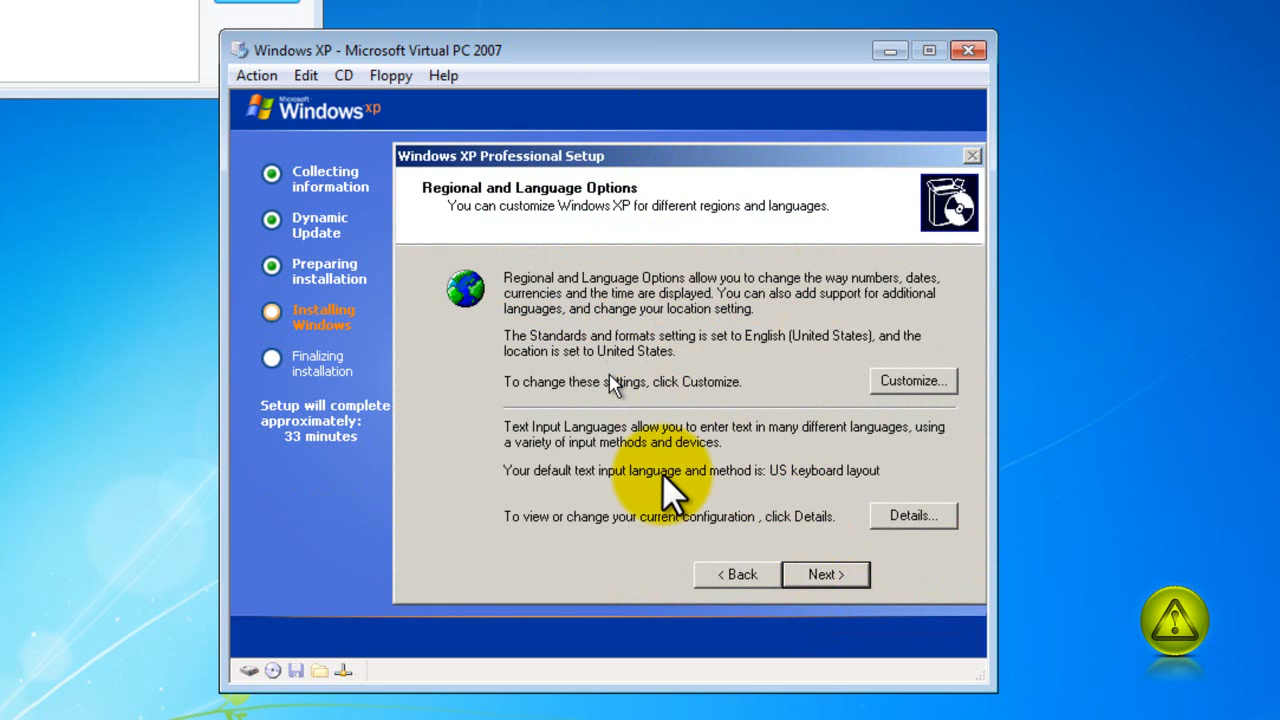 Windows XP - Microsoft Virtual PC 2007
Action Edit CD Floppy Help
Microsoft
Windows xp
Collecting
information
Dynamic
Update
Preparing
installation
Installing
Windows
Finalizing
installation
Setup will complete
approximately:
33 minutes
Windows XP Professional Setup
Regional and Language Options
You can customize Windows XP for different regions and languages.
Regional and Language Options allow you to change the way numbers, dates,
currencies and the time are displayed. You can also add support for additional
languages, and change your location setting.
The Standards and formats setting is set to English (United States), and the
location is set to United States.
To change these settings, click Customize.
Customize...
Text Input Languages allow you to enter text in many different languages, using
a variety of input methods and devices.
Your default text input language and method is: US keyboard layout
To view or change your current configuration , click Details.
Details...
< Back
Next >